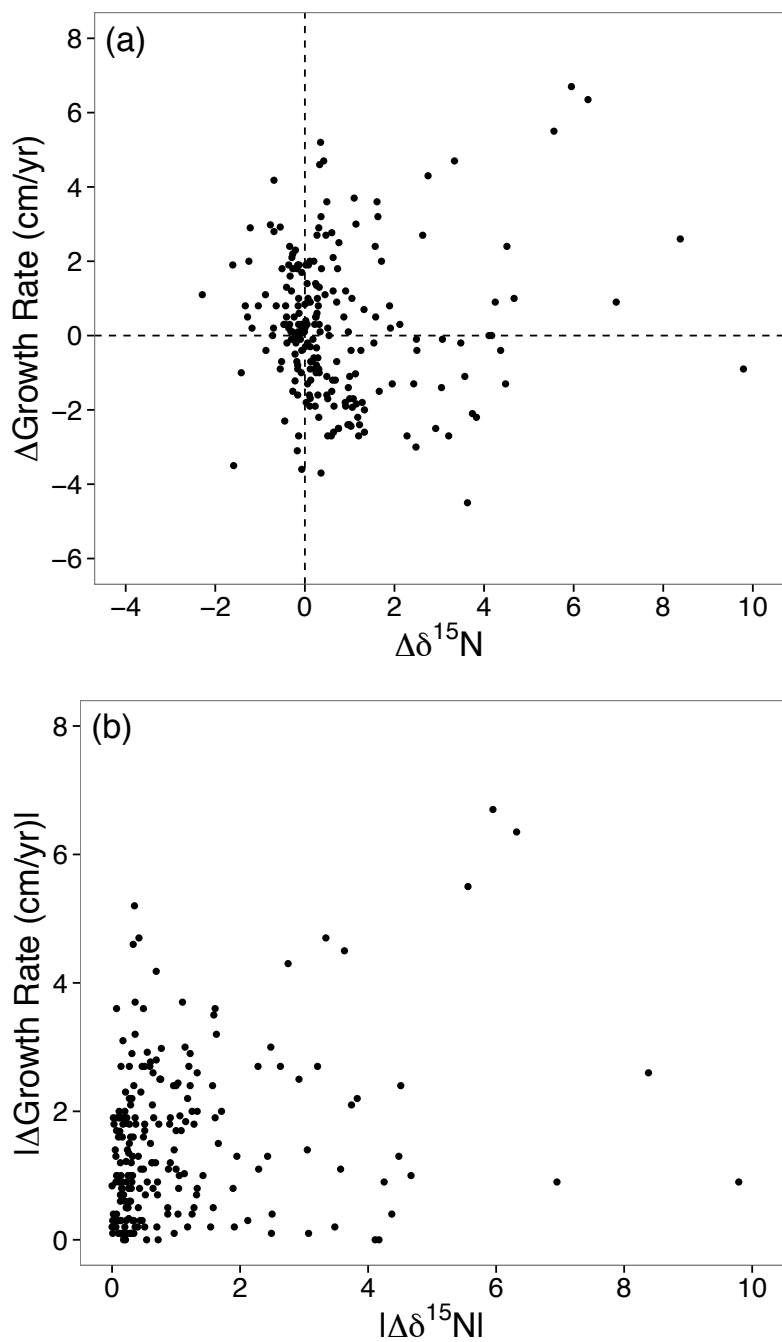 (a)
8
6
4
2
0
−2
−4
−6
ΔGrowth Rate (cm/yr)
−4 −2 0 2 4 6 8 10
Δδ¹⁵N
(b)
8
6
4
2
0
|ΔGrowth Rate (cm/yr)|
0 2 4 6 8 10
|Δδ¹⁵N|